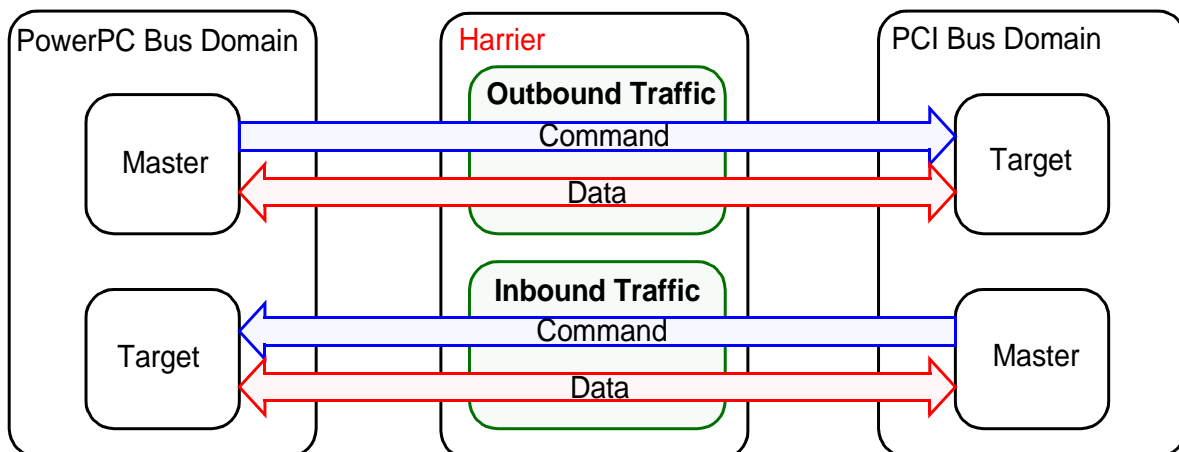 PowerPC Bus Domain
Harrier
PCI Bus Domain
Outbound Traffic
Command
Master
Target
Data
Inbound Traffic
Command
Target
Master
Data